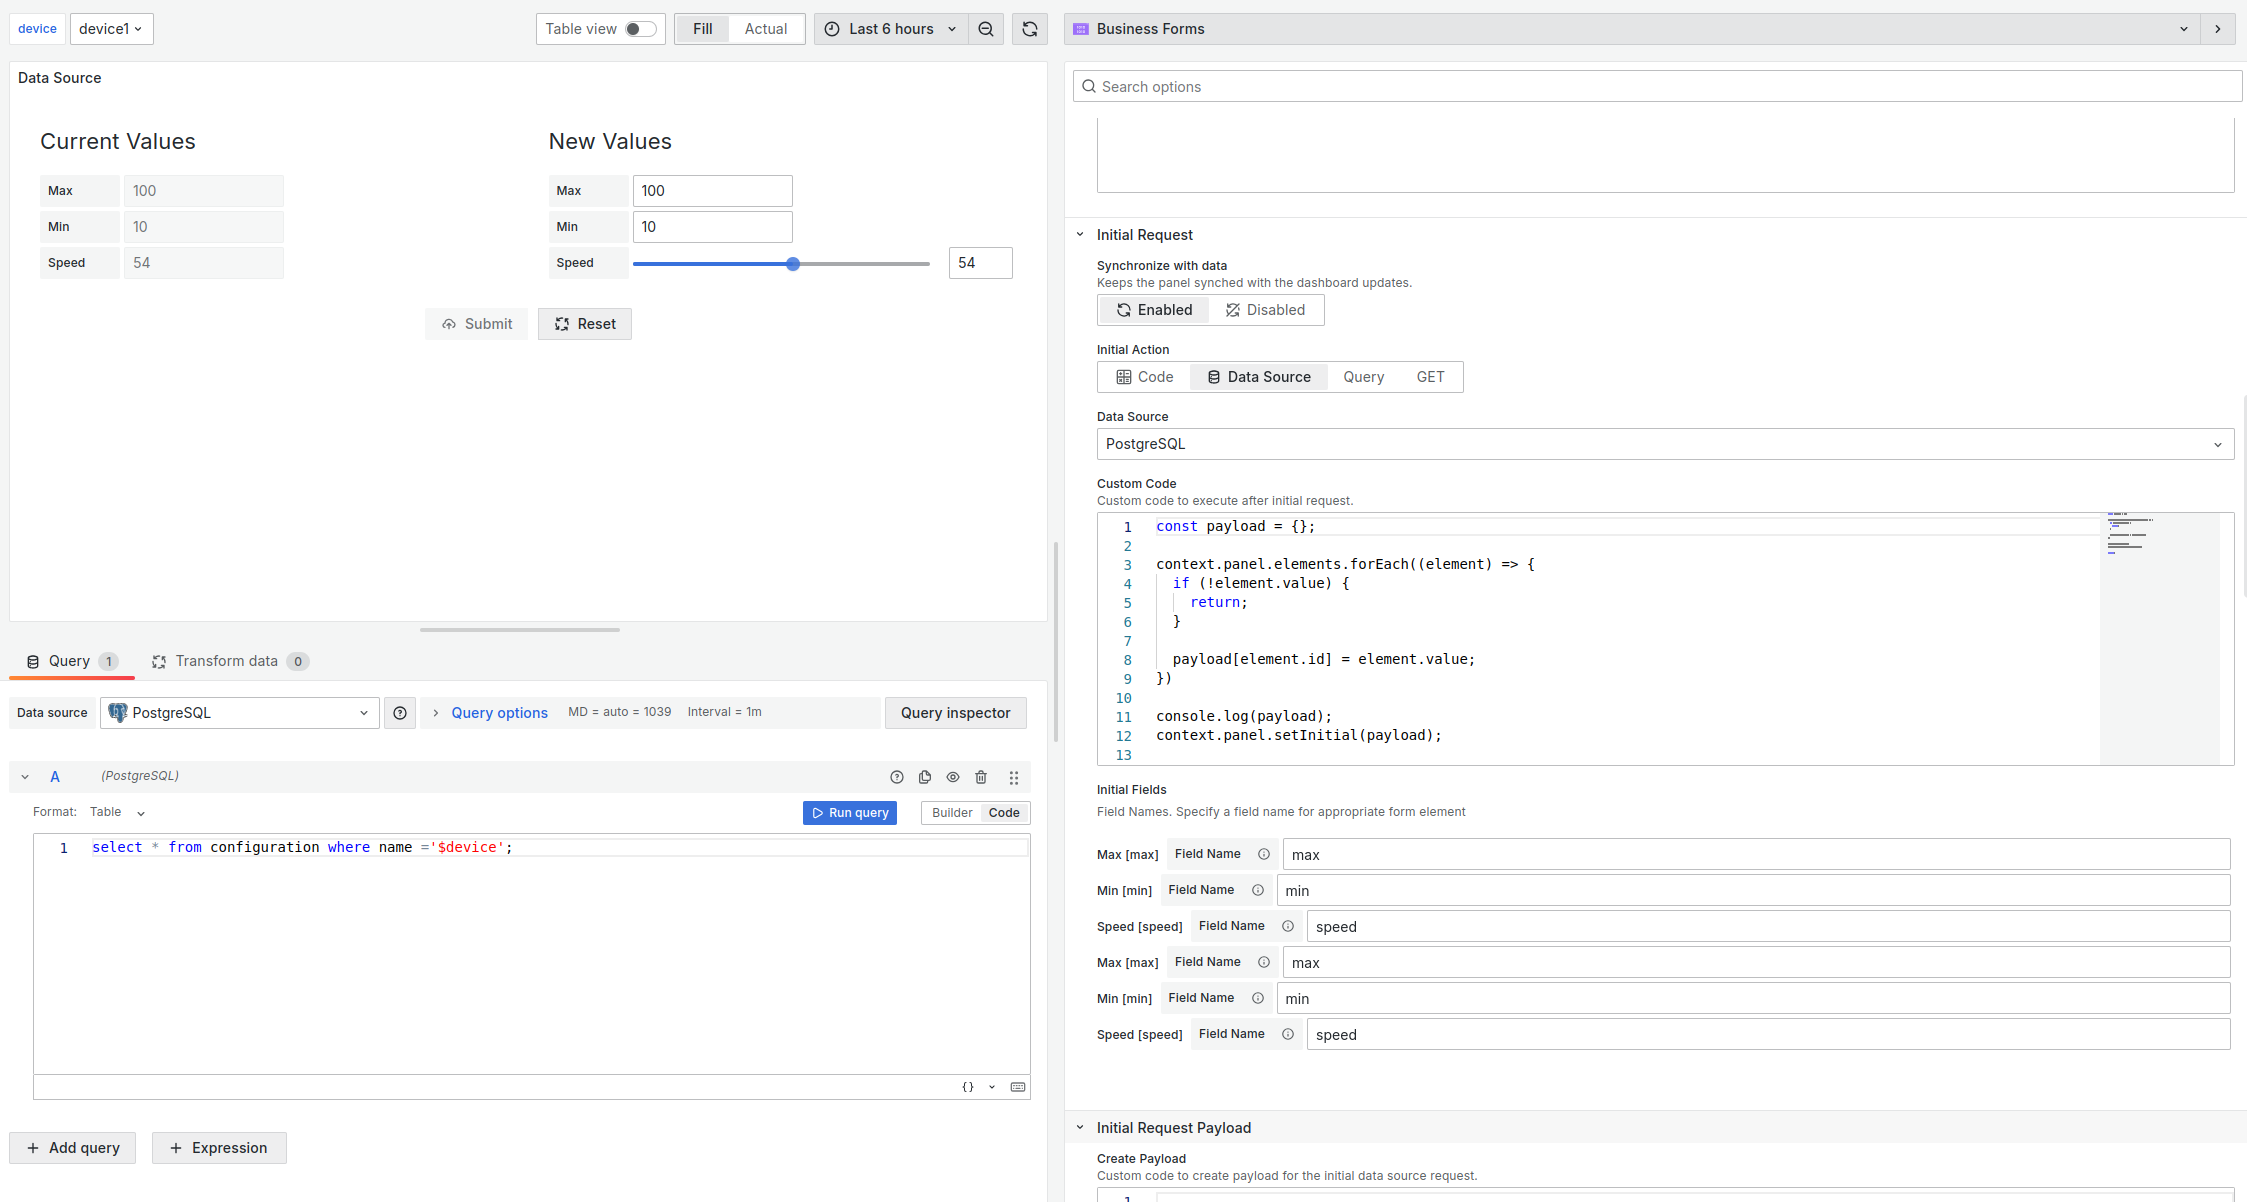 device device1
Table view Fill Actual Last 6 hours
Data Source
Current Values
Max 100
Min 10
Speed 54
New Values
Max 100
Min 10
Speed 54
Submit Reset
Query 1 Transform data 0
Data source PostgreSQL Query options MD = auto = 1039 Interval = 1m Query inspector
A (PostgreSQL)
Format: Table Run query Builder Code
1 select * from configuration where name ='$device';
{}
+ Add query + Expression
Business Forms
Search options
Initial Request
Synchronize with data
Keeps the panel synched with the dashboard updates.
Enabled Disabled
Initial Action
Code Data Source Query GET
Data Source
PostgreSQL
Custom Code
Custom code to execute after initial request.
1 const payload = {};
2
3 context.panel.elements.forEach((element) => {
4 if (!element.value) {
5 return;
6 }
7
8 payload[element.id] = element.value;
9 })
10
11 console.log(payload);
12 context.panel.setInitial(payload);
13
Initial Fields
Field Names. Specify a field name for appropriate form element
Max [max] Field Name max
Min [min] Field Name min
Speed [speed] Field Name speed
Max [max] Field Name max
Min [min] Field Name min
Speed [speed] Field Name speed
Initial Request Payload
Create Payload
Custom code to create payload for the initial data source request.
1